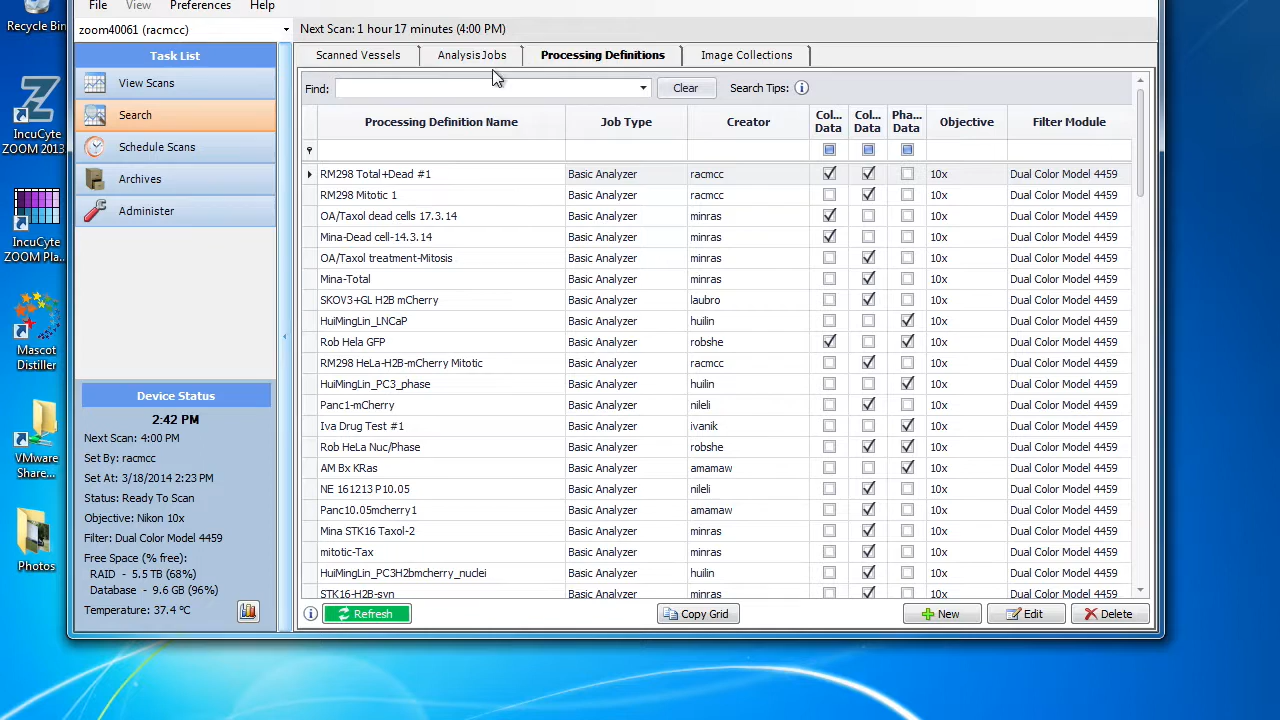 Recycle Bin
IncuCyte
ZOOM 2013
IncuCyte
ZOOM Pla...
Mascot
Distiller
VMware
Share...
Photos
File View Preferences Help
zoom40061 (racmcc)
Next Scan: 1 hour 17 minutes (4:00 PM)
Task List
View Scans
Search
Schedule Scans
Archives
Administer
Device Status
2:42 PM
Next Scan: 4:00 PM
Set By: racmcc
Set At: 3/18/2014 2:23 PM
Status: Ready To Scan
Objective: Nikon 10x
Filter: Dual Color Model 4459
Free Space (% free):
RAID - 5.5 TB (68%)
Database - 9.6 GB (96%)
Temperature: 37.4 °C
Scanned Vessels Analysis Jobs Processing Definitions Image Collections
Find: Clear Search Tips:
Processing Definition Name Job Type Creator Col... Data Col... Data Pha... Data Objective Filter Module
RM298 Total+Dead #1 Basic Analyzer racmcc 10x Dual Color Model 4459
RM298 Mitotic 1 Basic Analyzer racmcc 10x Dual Color Model 4459
OA/Taxol dead cells 17.3.14 Basic Analyzer minras 10x Dual Color Model 4459
Mina-Dead cell-14.3.14 Basic Analyzer minras 10x Dual Color Model 4459
OA/Taxol treatment-Mitosis Basic Analyzer minras 10x Dual Color Model 4459
Mina-Total Basic Analyzer minras 10x Dual Color Model 4459
SKOV3+GL H2B mCherry Basic Analyzer laubro 10x Dual Color Model 4459
HuiMingLin_LNCaP Basic Analyzer huilin 10x Dual Color Model 4459
Rob Hela GFP Basic Analyzer robshe 10x Dual Color Model 4459
RM298 HeLa-H2B-mCherry Mitotic Basic Analyzer racmcc 10x Dual Color Model 4459
HuiMingLin_PC3_phase Basic Analyzer huilin 10x Dual Color Model 4459
Panc1-mCherry Basic Analyzer nileli 10x Dual Color Model 4459
Iva Drug Test #1 Basic Analyzer ivanik 10x Dual Color Model 4459
Rob HeLa Nuc/Phase Basic Analyzer robshe 10x Dual Color Model 4459
AM Bx KRas Basic Analyzer amamaw 10x Dual Color Model 4459
NE 161213 P10.05 Basic Analyzer nileli 10x Dual Color Model 4459
Panc10.05mcherry1 Basic Analyzer amamaw 10x Dual Color Model 4459
Mina STK16 Taxol-2 Basic Analyzer minras 10x Dual Color Model 4459
mitotic-Tax Basic Analyzer minras 10x Dual Color Model 4459
HuiMingLin_PC3H2bmcherry_nuclei Basic Analyzer huilin 10x Dual Color Model 4459
STK16-H2B-syn Basic Analyzer minras 10x Dual Color Model 4459
Refresh Copy Grid New Edit Delete